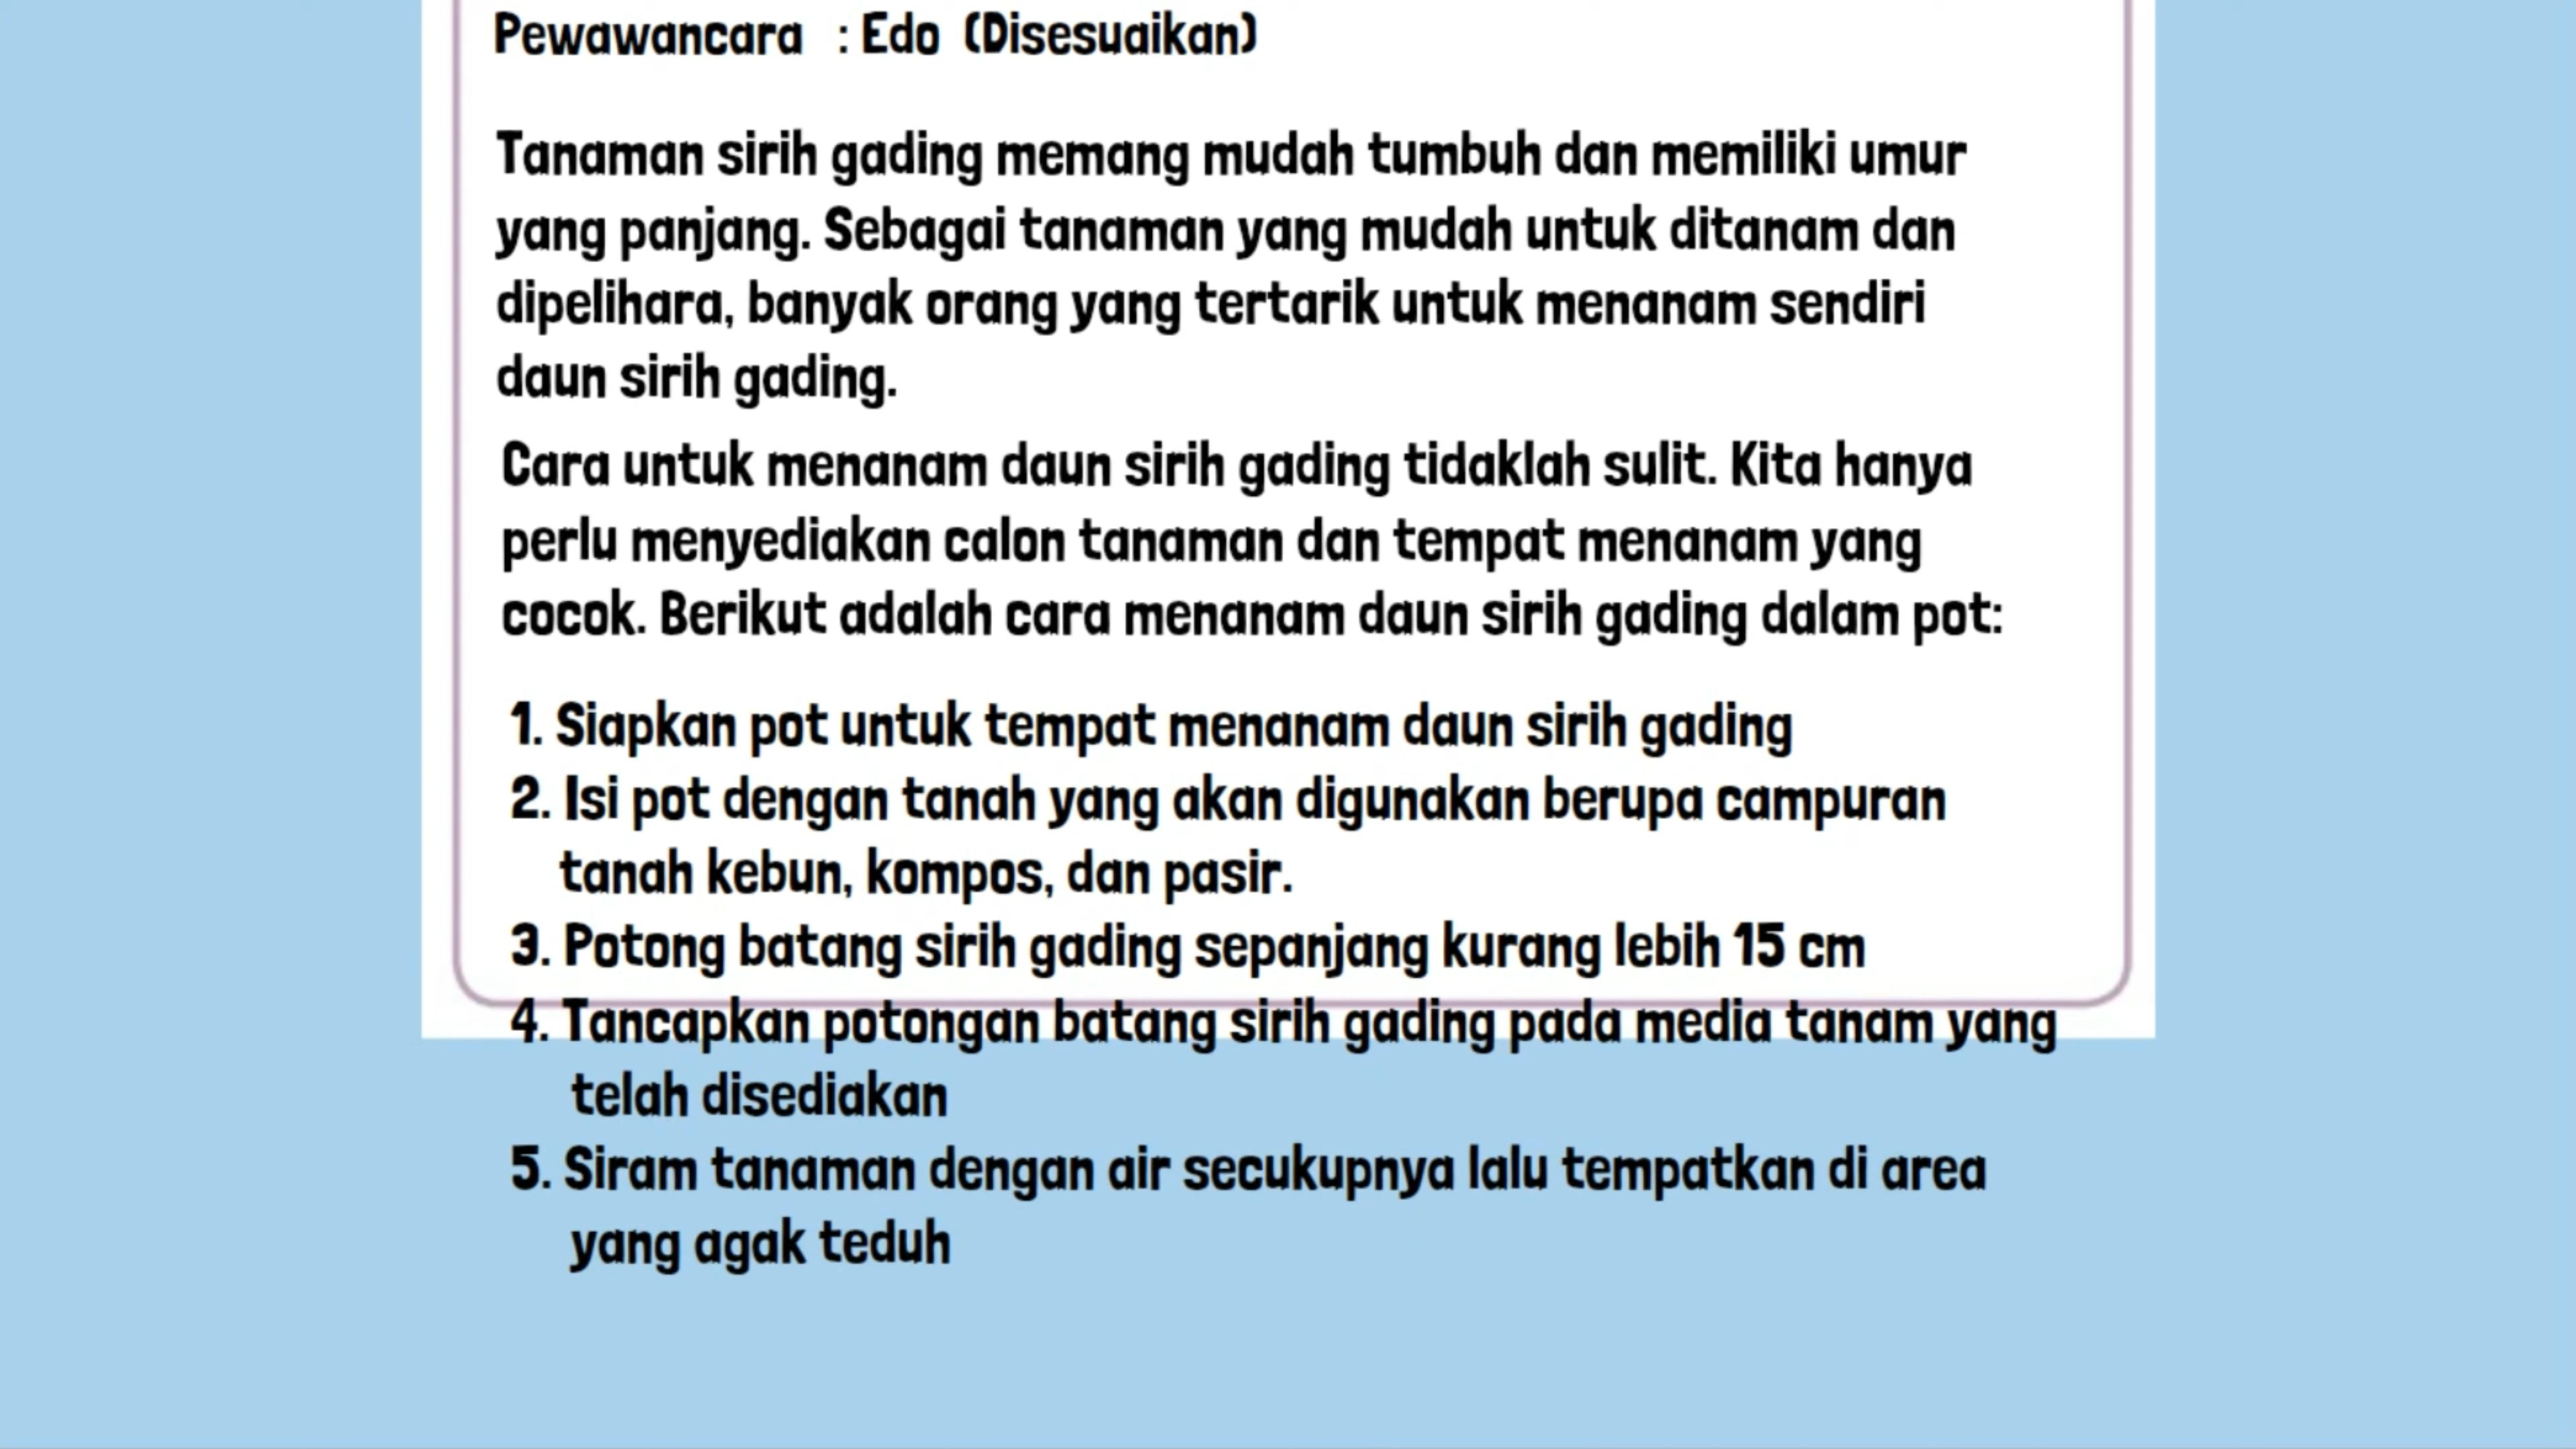 Pewawancara : Edo (Disesuaikan)
Tanaman sirih gading memang mudah tumbuh dan memiliki umur
yang panjang. Sebagai tanaman yang mudah untuk ditanam dan
dipelihara, banyak orang yang tertarik untuk menanam sendiri
daun sirih gading.
Cara untuk menanam daun sirih gading tidaklah sulit. Kita hanya
perlu menyediakan calon tanaman dan tempat menanam yang
cocok. Berikut adalah cara menanam daun sirih gading dalam pot:
1. Siapkan pot untuk tempat menanam daun sirih gading
2. Isi pot dengan tanah yang akan digunakan berupa campuran
tanah kebun, kompos, dan pasir.
3. Potong batang sirih gading sepanjang kurang lebih 15 cm
4. Tancapkan potongan batang sirih gading pada media tanam yang
telah disediakan
5. Siram tanaman dengan air secukupnya lalu tempatkan di area
yang agak teduh